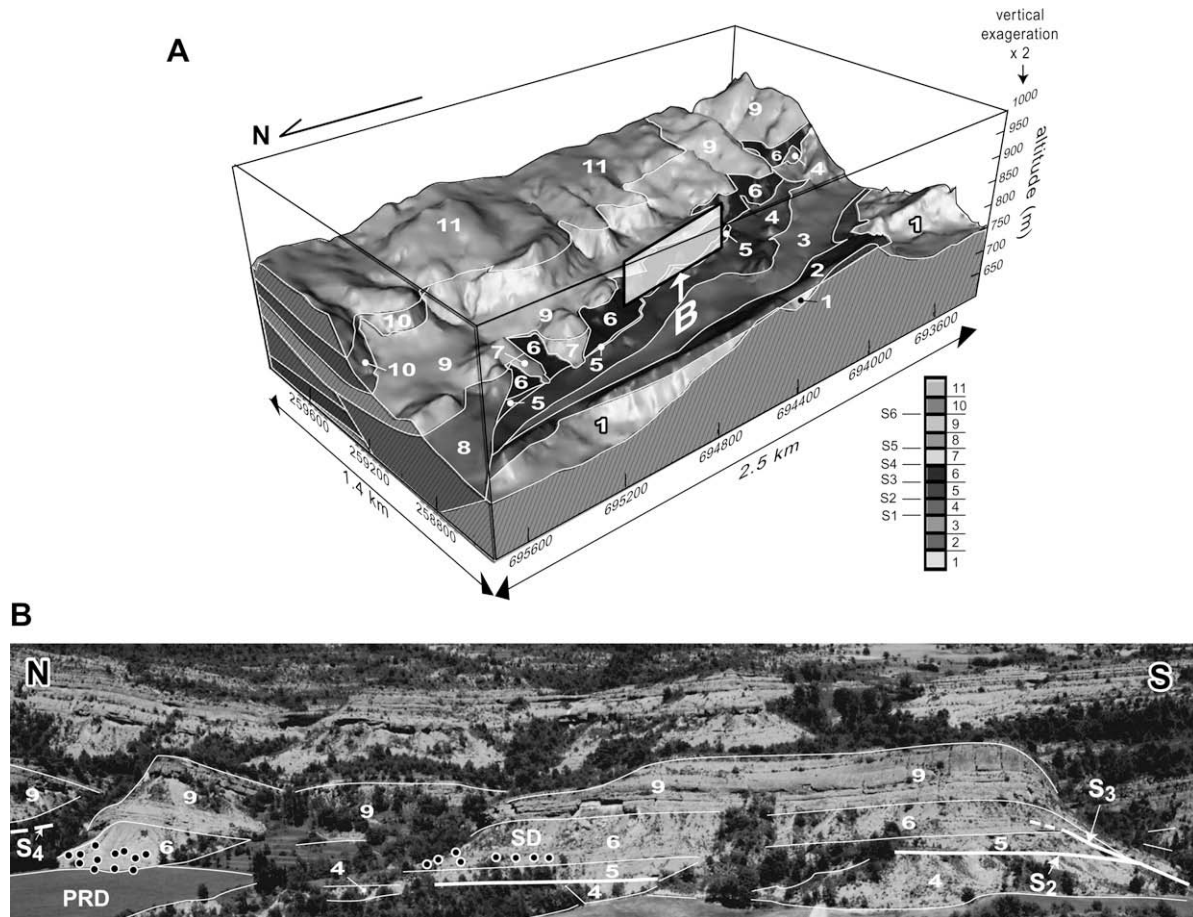 A
vertical
exageration
x 2
1000
950
900
850
800
750
700
650
altitude (m)
N
9
6
4
9
11
6
4
1
11
5
3
2
1
B
6
10
9
7
6
7
5
10
9
6
5
8
1
693600
694000
694400
694800
695200
695600
2.5 km
259600
259200
258800
1.4 km
11
S6
10
9
S5
8
S4
7
S3
6
S2
5
S1
4
3
2
1
B
N
S
9
9
9
9
9
S3
S4
6
SD
6
6
5
5
4
4
4
S2
PRD